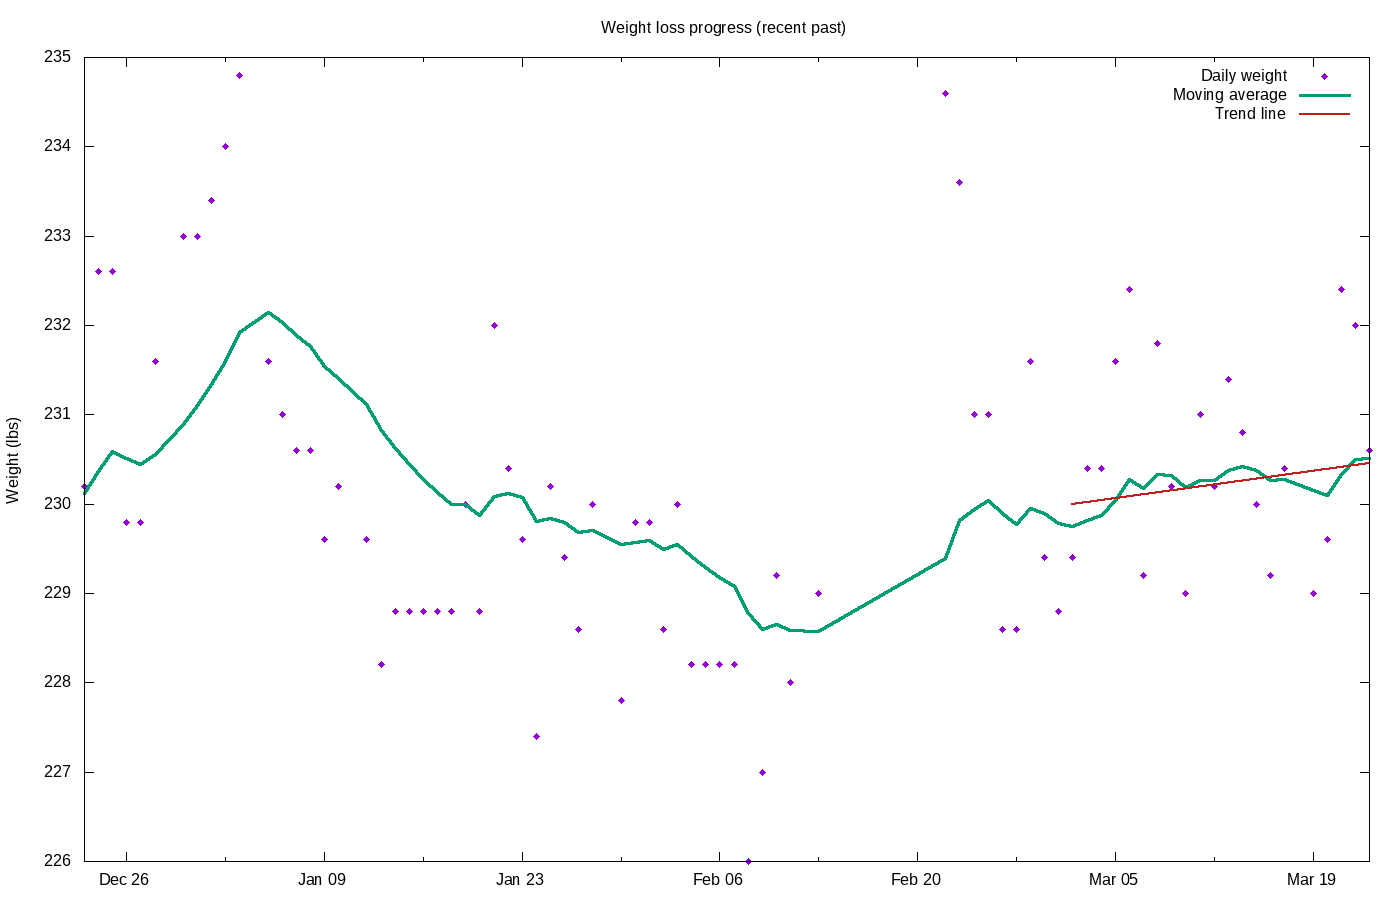 Weight loss progress (recent past)
235
234
233
232
231
230
229
228
227
226
Weight (lbs)
Daily weight
Moving average
Trend line
Dec 26 Jan 09 Jan 23 Feb 06 Feb 20 Mar 05 Mar 19